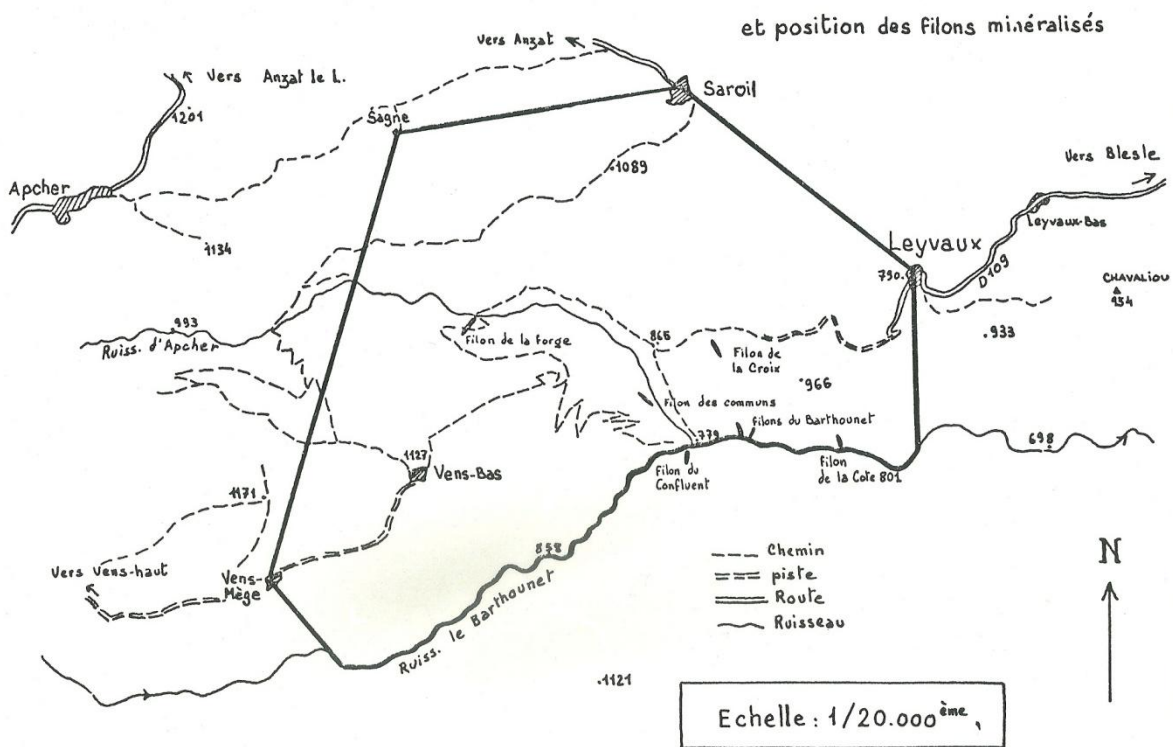 et position des filons minéralisés
Vers Anzat
Saroil
Vers Anzat le L.
1201
Sagne
.1089
Vers Blesle
Apcher
Leyvaux-Bas
.1134
Leyvaux
790.
D109
CHAVALIOU
954
.933
993
Ruiss. d'Apcher
Filon de la Forge
865
Filon de
la Croix
.966
Filon des communs
779
Filons du Barthounet
698
1127
Vens-Bas
Filon du
Confluent
Filon
de la Cote 801
1171
858
Vers Vens-haut
Vens-
Mège
Ruiss. le Barthounet
Chemin
piste
Route
Ruisseau
N
.1121
Echelle : 1/20.000ème.